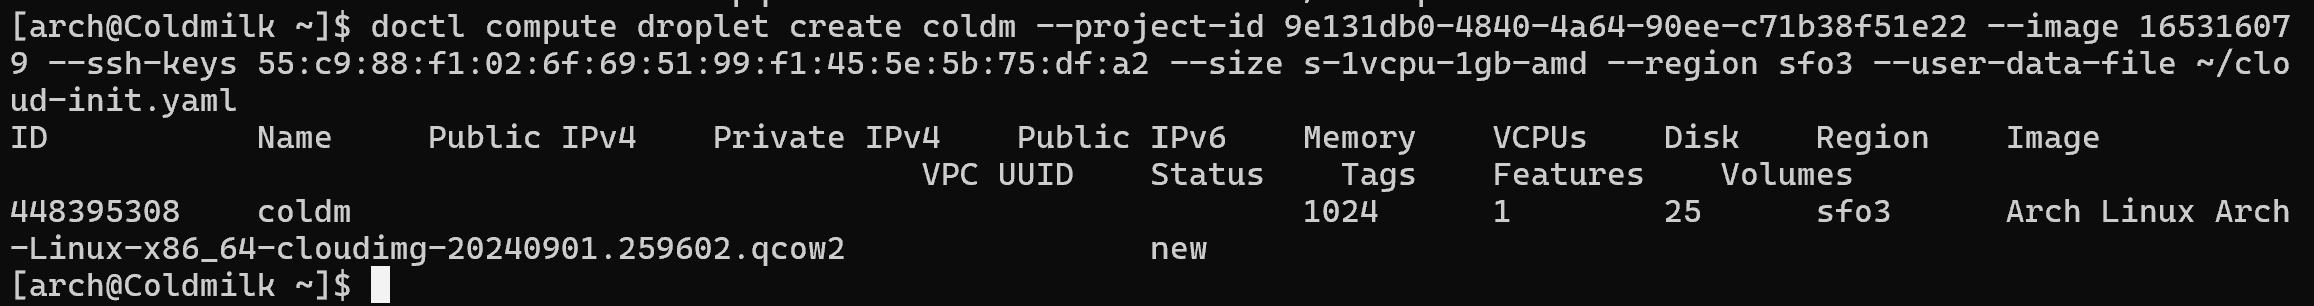 [arch@Coldmilk ~]$ doctl compute droplet create coldm --project-id 9e131db0-4840-4a64-90ee-c71b38f51e22 --image 16531607
9 --ssh-keys 55:c9:88:f1:02:6f:69:51:99:f1:45:5e:5b:75:df:a2 --size s-1vcpu-1gb-amd --region sfo3 --user-data-file ~/clo
ud-init.yaml
ID           Name     Public IPv4    Private IPv4    Public IPv6    Memory    VCPUs    Disk    Region    Image
VPC UUID    Status    Tags    Features    Volumes
448395308    coldm                                                  1024      1        25      sfo3      Arch Linux Arch
-Linux-x86_64-cloudimg-20240901.259602.qcow2                new
[arch@Coldmilk ~]$